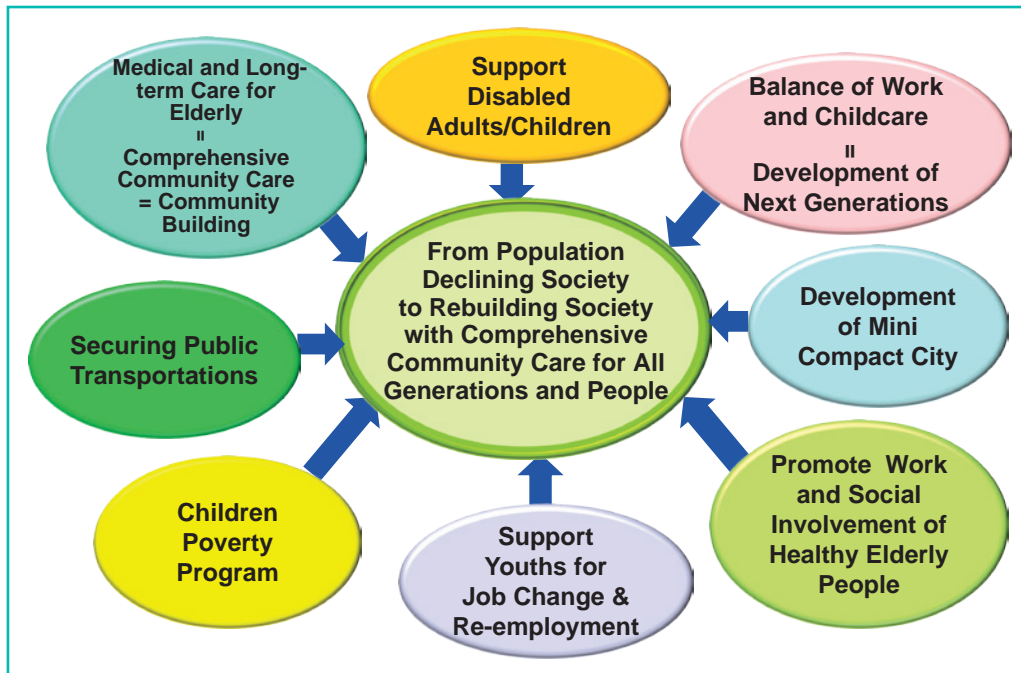 Medical and Long-
term Care for
Elderly
=
Comprehensive
Community Care
= Community
Building
Support
Disabled
Adults/Children
Balance of Work
and Childcare
=
Development of
Next Generations
From Population
Declining Society
to Rebuilding Society
with Comprehensive
Community Care for All
Generations and People
Securing Public
Transportations
Development
of Mini
Compact City
Children
Poverty
Program
Support
Youths for
Job Change &
Re-employment
Promote  Work
and Social
Involvement of
Healthy Elderly
People